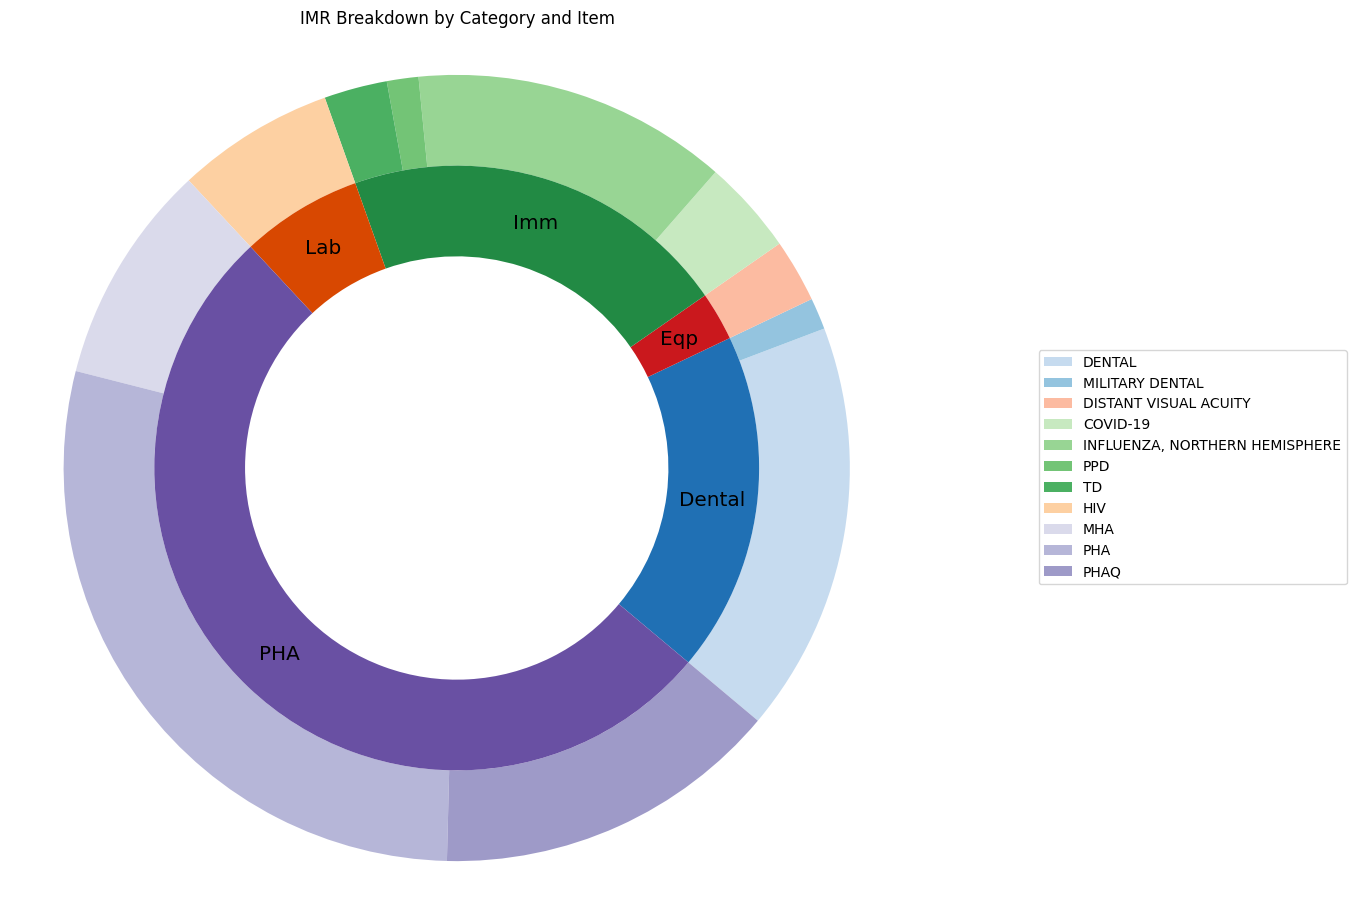 IMR Breakdown by Category and Item
Imm
Lab
Eqp
Dental
PHA
DENTAL
MILITARY DENTAL
DISTANT VISUAL ACUITY
COVID-19
INFLUENZA, NORTHERN HEMISPHERE
PPD
TD
HIV
MHA
PHA
PHAQ